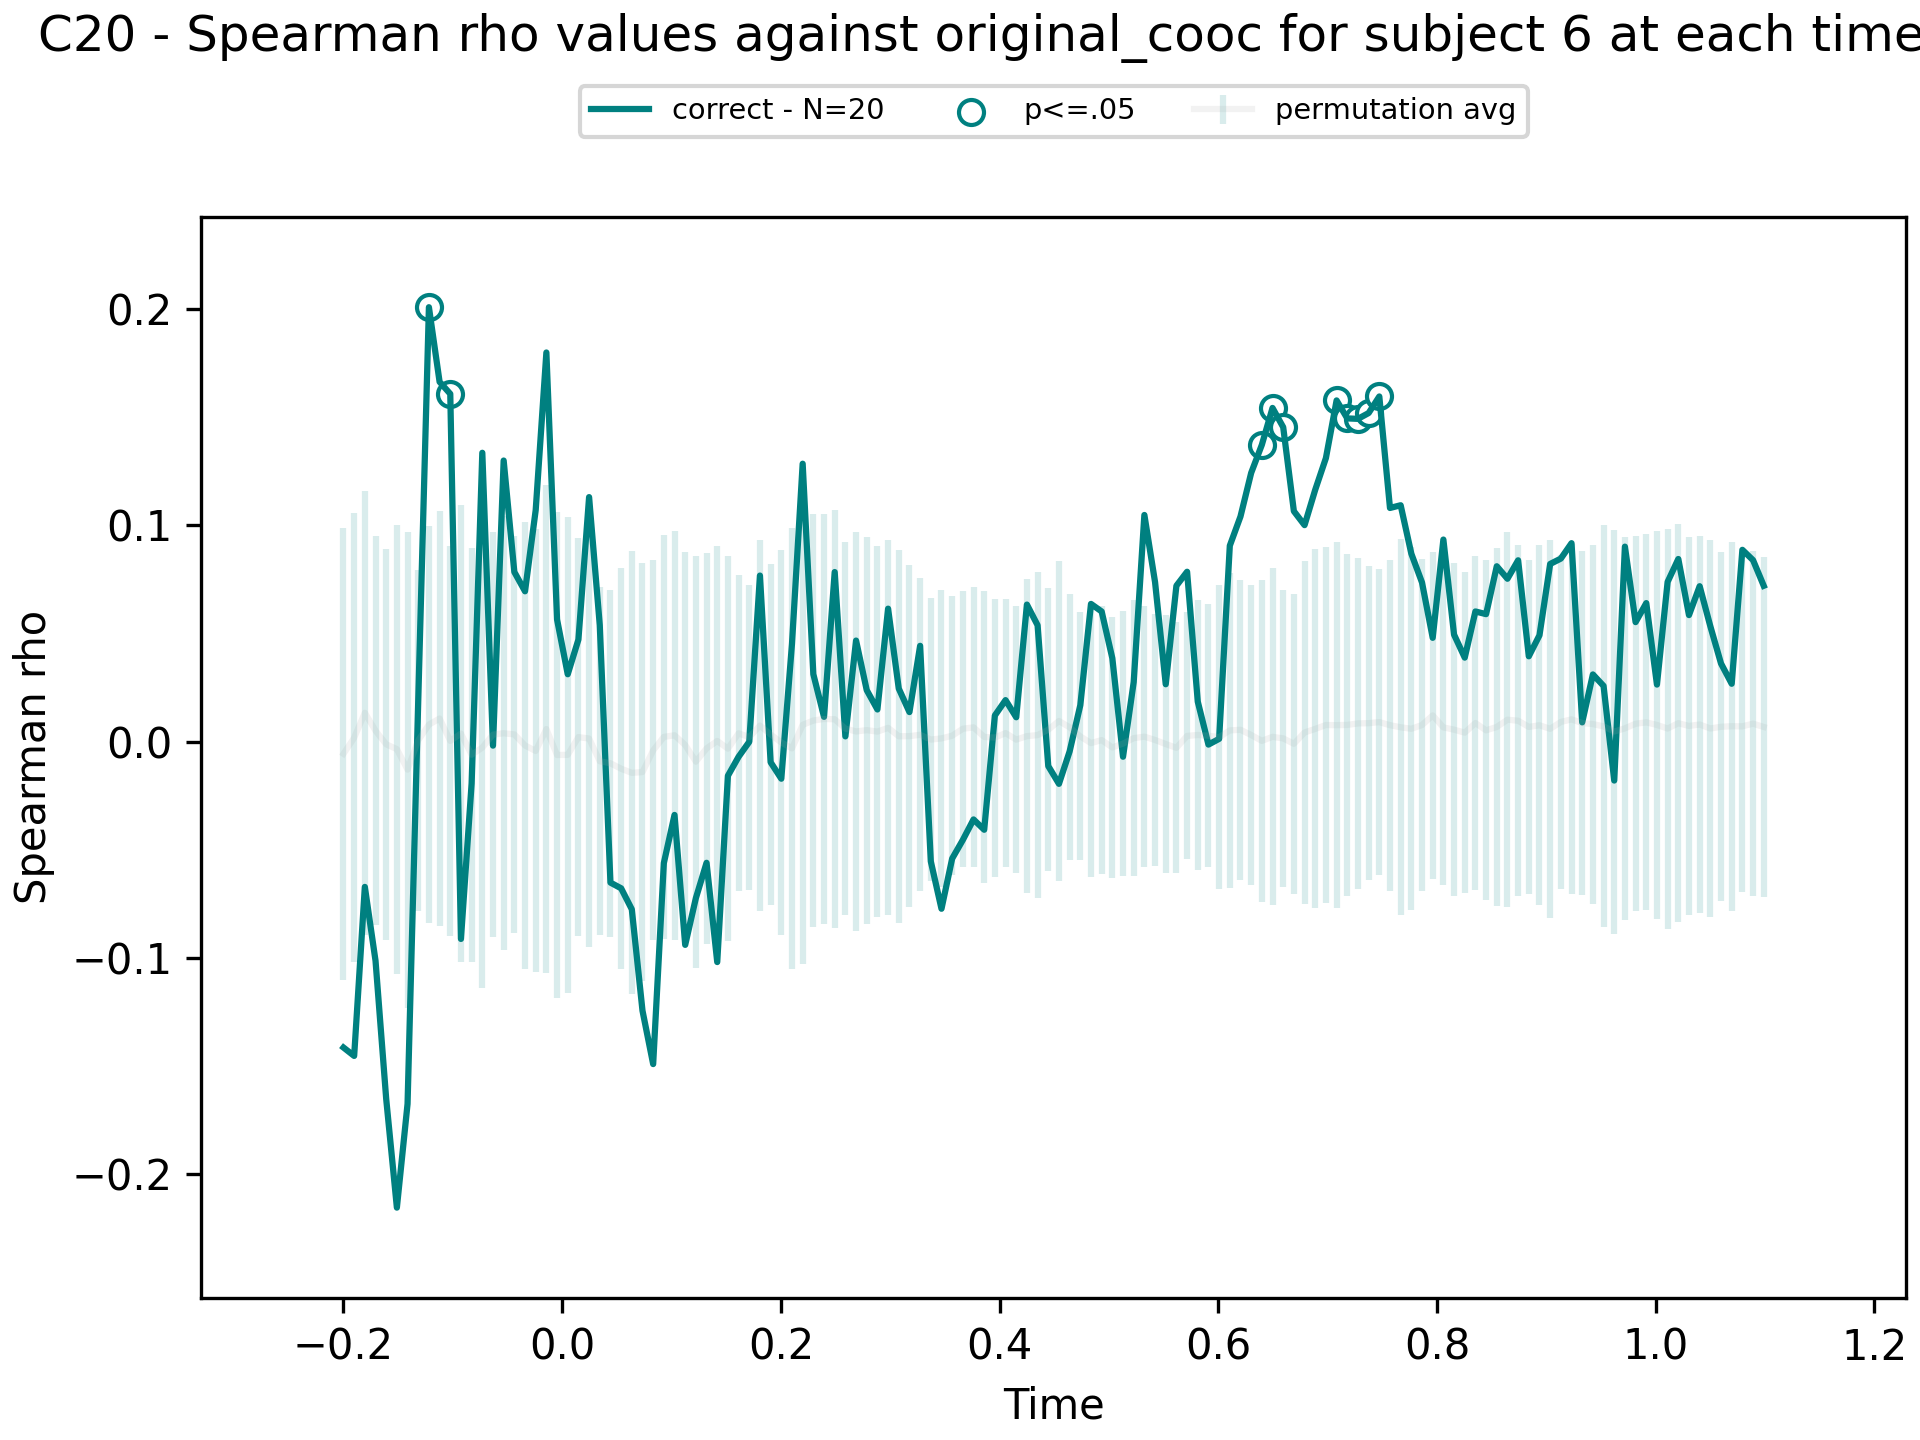 C20 - Spearman rho values against original_cooc for subject 6 at each time
correct - N=20 p<=.05 permutation avg
Spearman rho
0.2
0.1
0.0
−0.1
−0.2
−0.2 0.0 0.2 0.4 0.6 0.8 1.0 1.2
Time